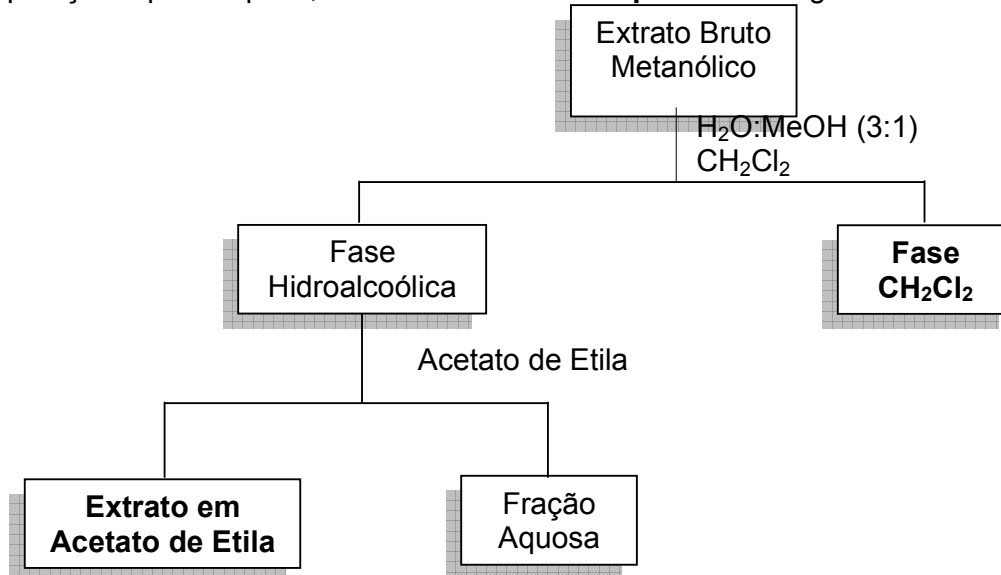 Extrato Bruto
Metanólico
H₂O:MeOH (3:1)
CH₂Cl₂
Fase
Hidroalcoólica
Fase
CH₂Cl₂
Acetato de Etila
Extrato em
Acetato de Etila
Fração
Aquosa